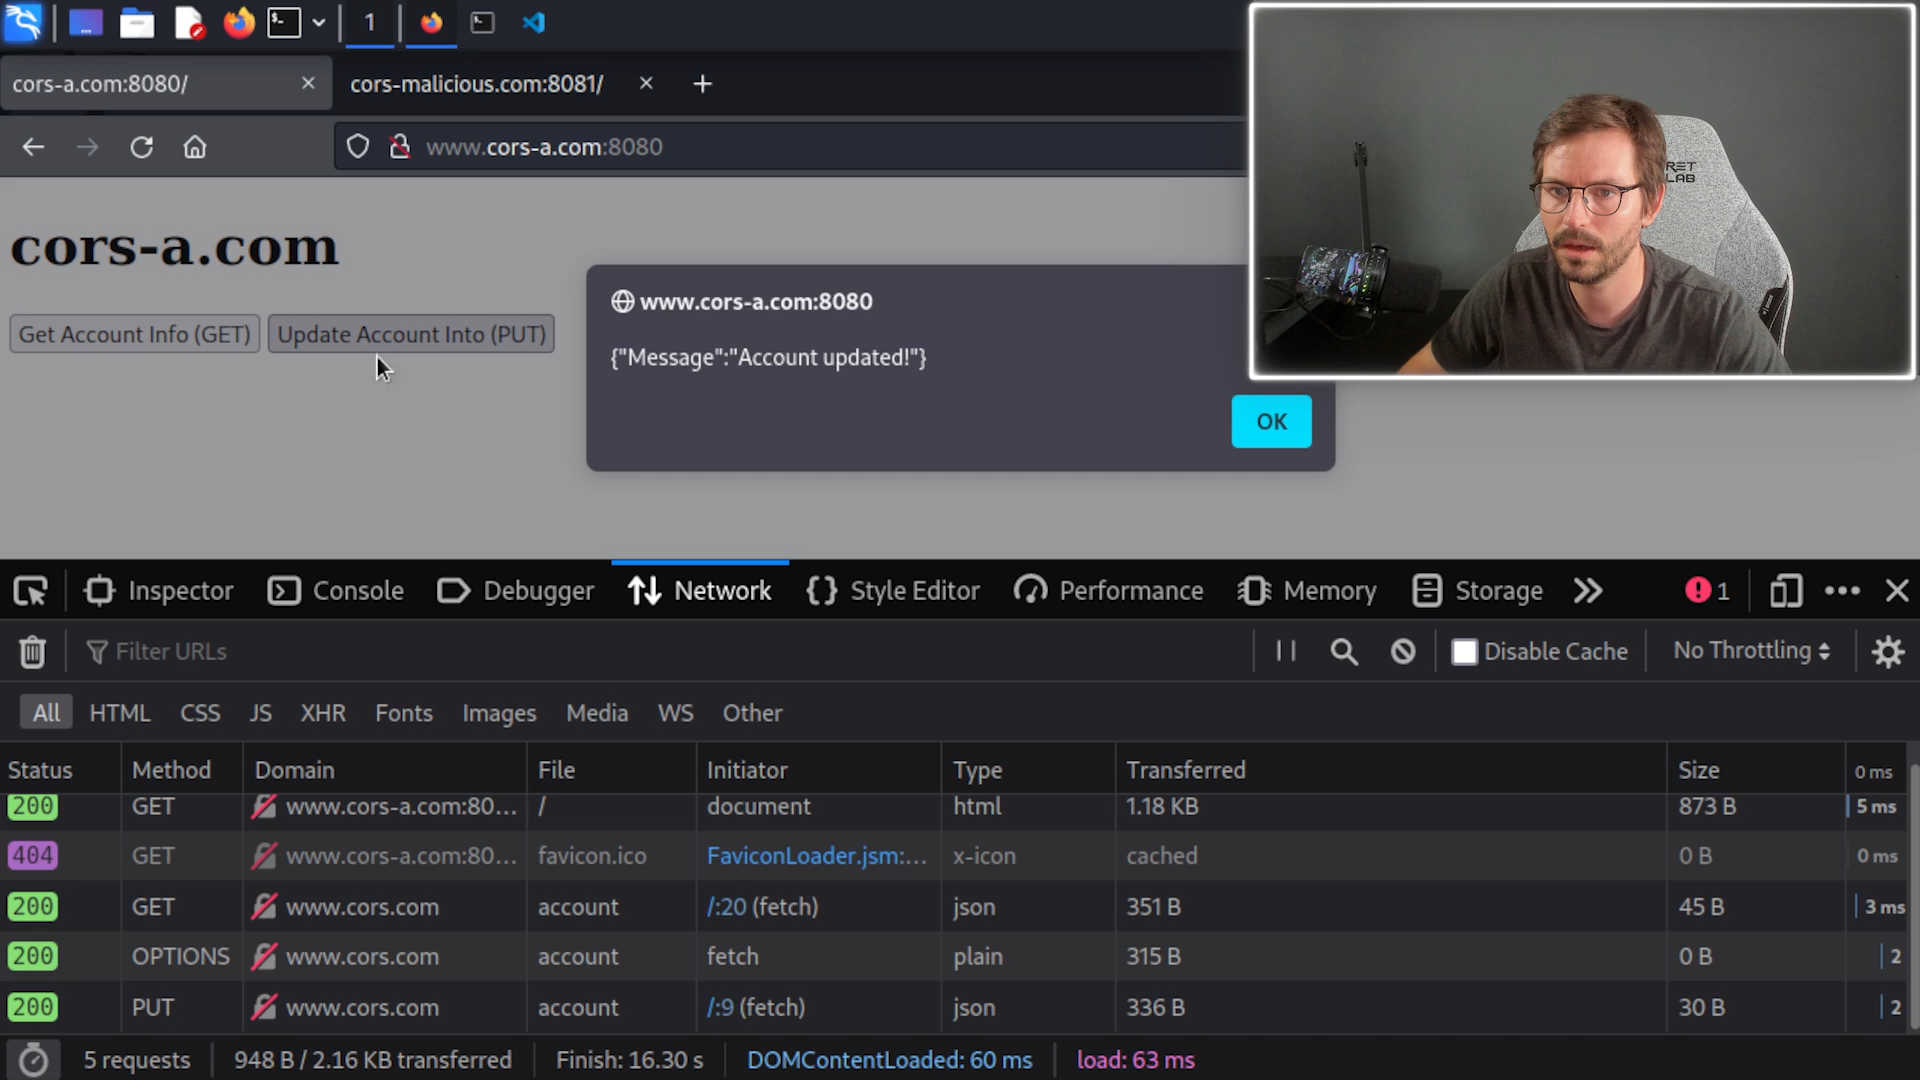 1
cors-a.com:8080/
cors-malicious.com:8081/
www.cors-a.com:8080
RET
LAB
cors-a.com
Get Account Info (GET)
Update Account Into (PUT)
www.cors-a.com:8080
{"Message":"Account updated!"}
OK
Inspector
Console
Debugger
Network
Style Editor
Performance
Memory
Storage
1
Filter URLs
Disable Cache
No Throttling
All HTML CSS JS XHR Fonts Images Media WS Other
Status Method Domain File Initiator Type Transferred Size 0 ms
200 GET www.cors-a.com:80... / document html 1.18 KB 873 B 5 ms
404 GET www.cors-a.com:80... favicon.ico FaviconLoader.jsm:... x-icon cached 0 B 0 ms
200 GET www.cors.com account /:20 (fetch) json 351 B 45 B 3 ms
200 OPTIONS www.cors.com account fetch plain 315 B 0 B 2
200 PUT www.cors.com account /:9 (fetch) json 336 B 30 B 2
5 requests 948 B / 2.16 KB transferred Finish: 16.30 s DOMContentLoaded: 60 ms load: 63 ms